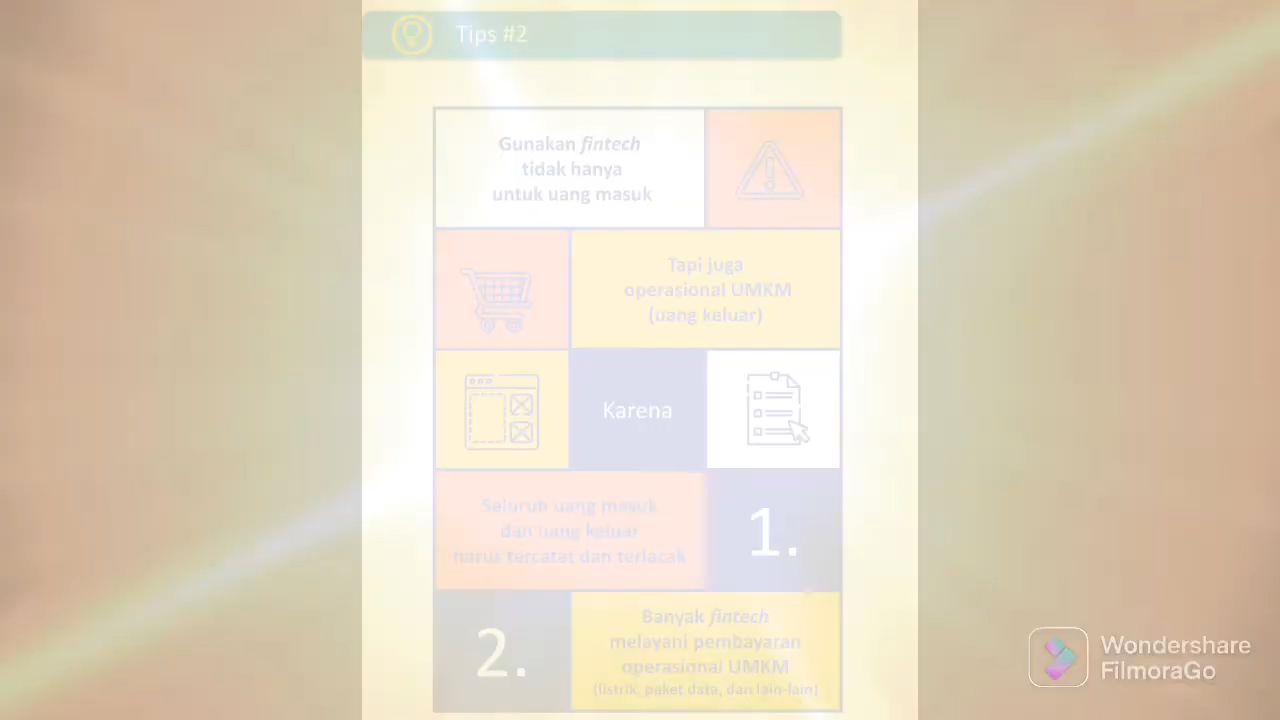 Tips #2
Gunakan fintech
tidak hanya
untuk uang masuk
Tapi juga
operasional UMKM
(uang keluar)
Karena
Seluruh uang masuk
dan uang keluar
harus tercatat dan terlacak
1.
2.
Banyak fintech
melayani pembayaran
operasional UMKM
(listrik, paket data, dan lain-lain)
Wondershare
FilmoraGo